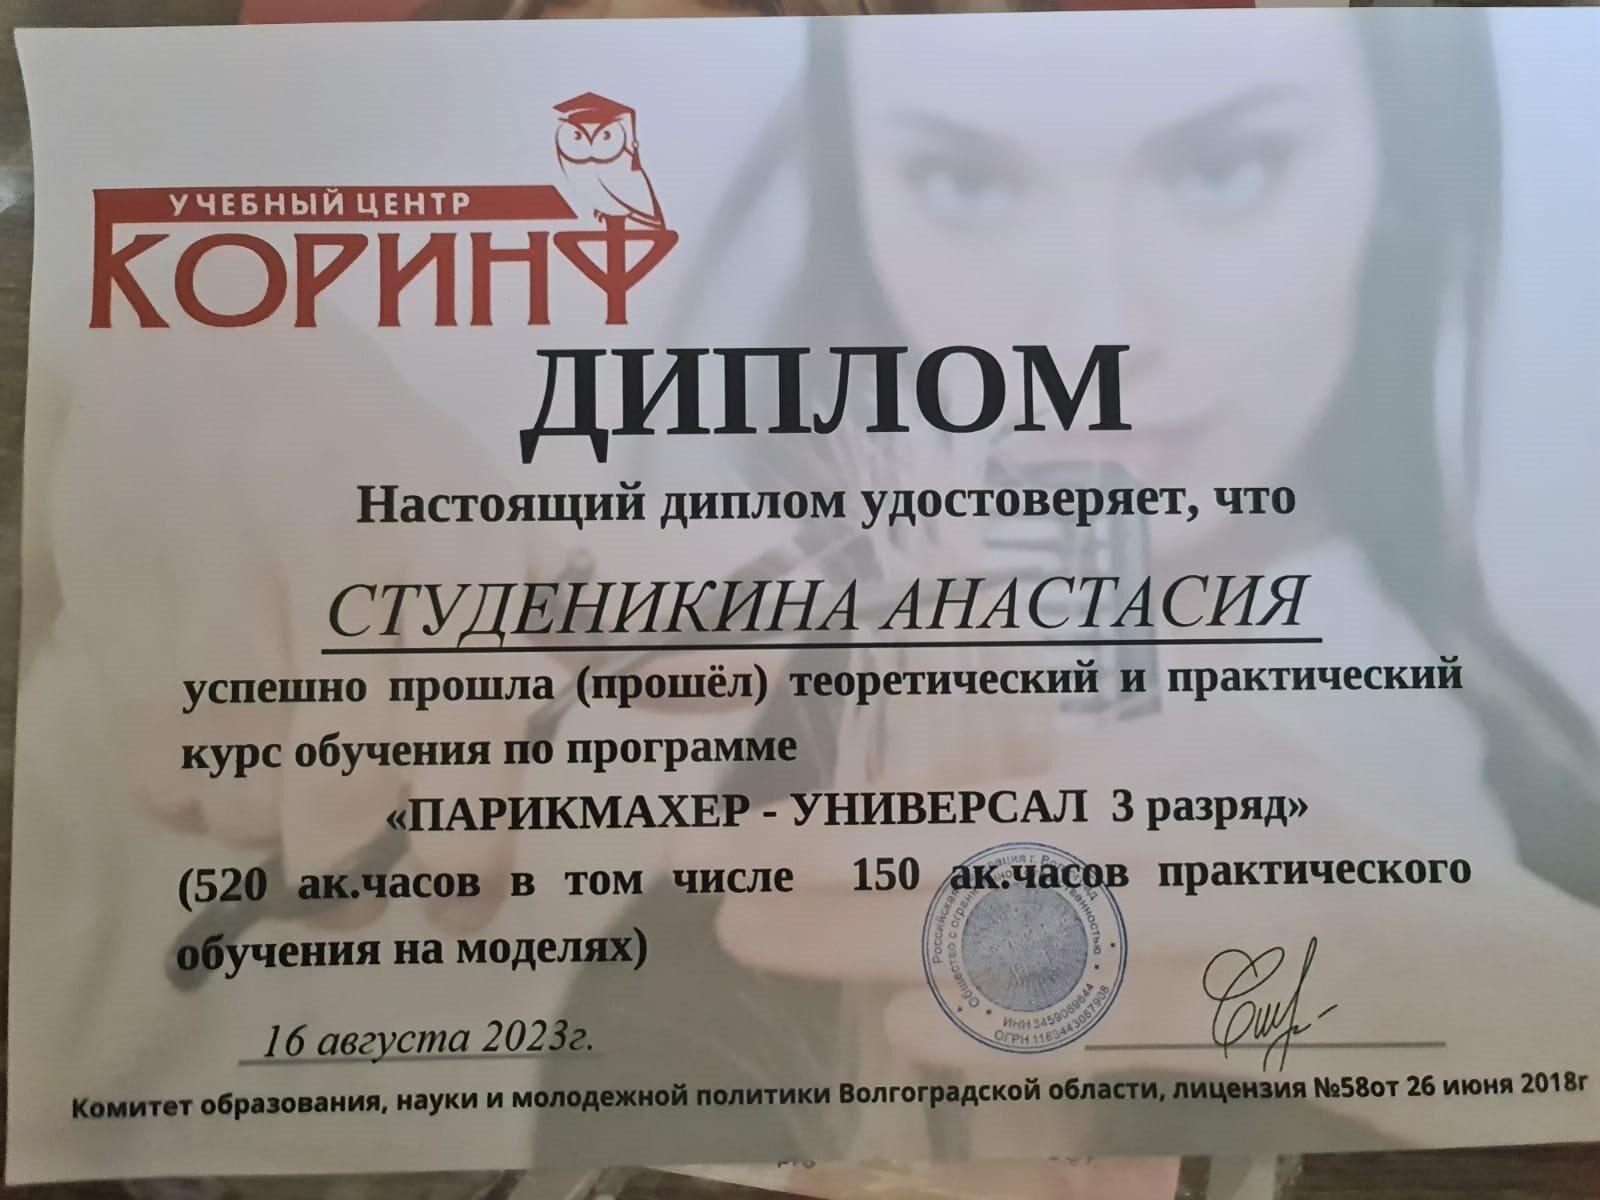 УЧЕБНЫЙ ЦЕНТР
КОРИНФ
ДИПЛОМ
Настоящий диплом удостоверяет, что
СТУДЕНИКИНА АНАСТАСИЯ
успешно прошла (прошёл) теоретический и практический
курс обучения по программе
«ПАРИКМАХЕР - УНИВЕРСАЛ 3 разряд»
(520 ак.часов в том числе 150 ак.часов практического
обучения на моделях)
16 августа 2023г.
Комитет образования, науки и молодежной политики Волгоградской области, лицензия №58от 26 июня 2018г